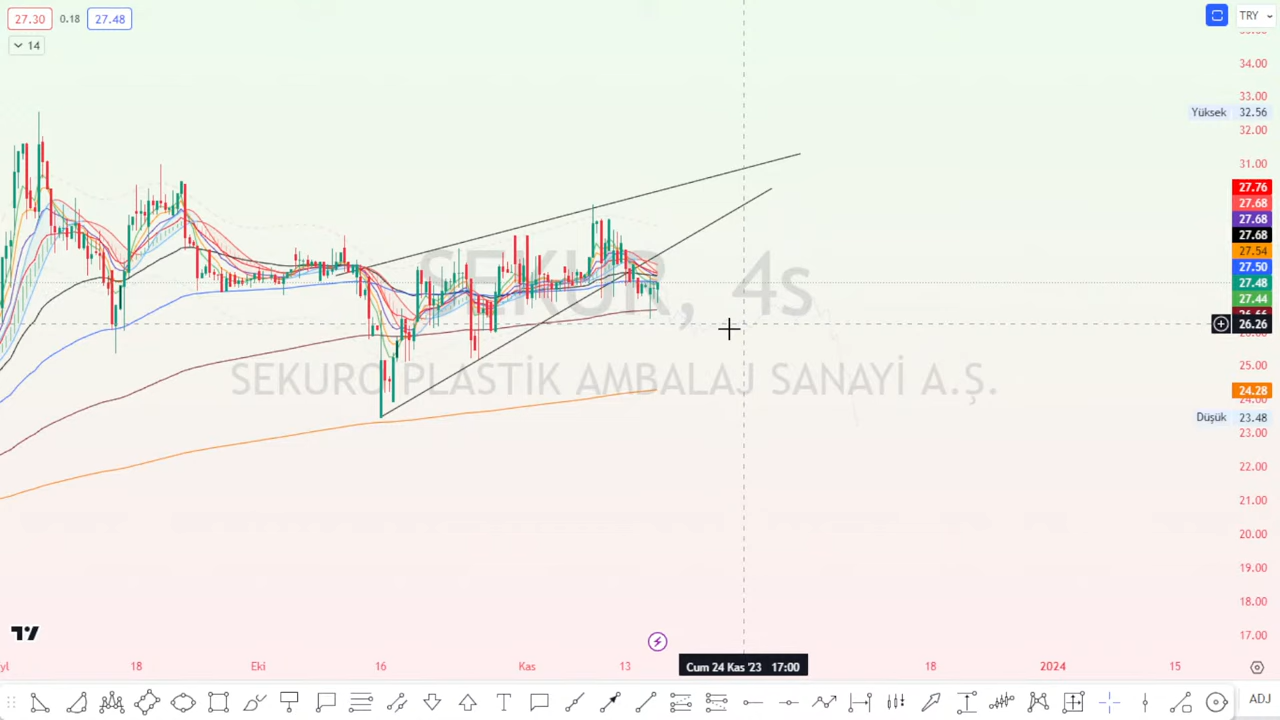 27.30 0.18 27.48
TRY
14
34.00
33.00
Yüksek 32.56
32.00
31.00
27.76
27.68
27.68
27.68
27.54
27.50
27.48
27.44
26.26
25.00
24.28
Düşük 23.48
23.00
22.00
21.00
20.00
19.00
18.00
17.00
SEKUR, 4s
SEKURO PLASTİK AMBALAJ SANAYİ A.Ş.
18 Eki 16 Kas 13 Cum 24 Kas '23 17:00 18 2024 15
ADJ